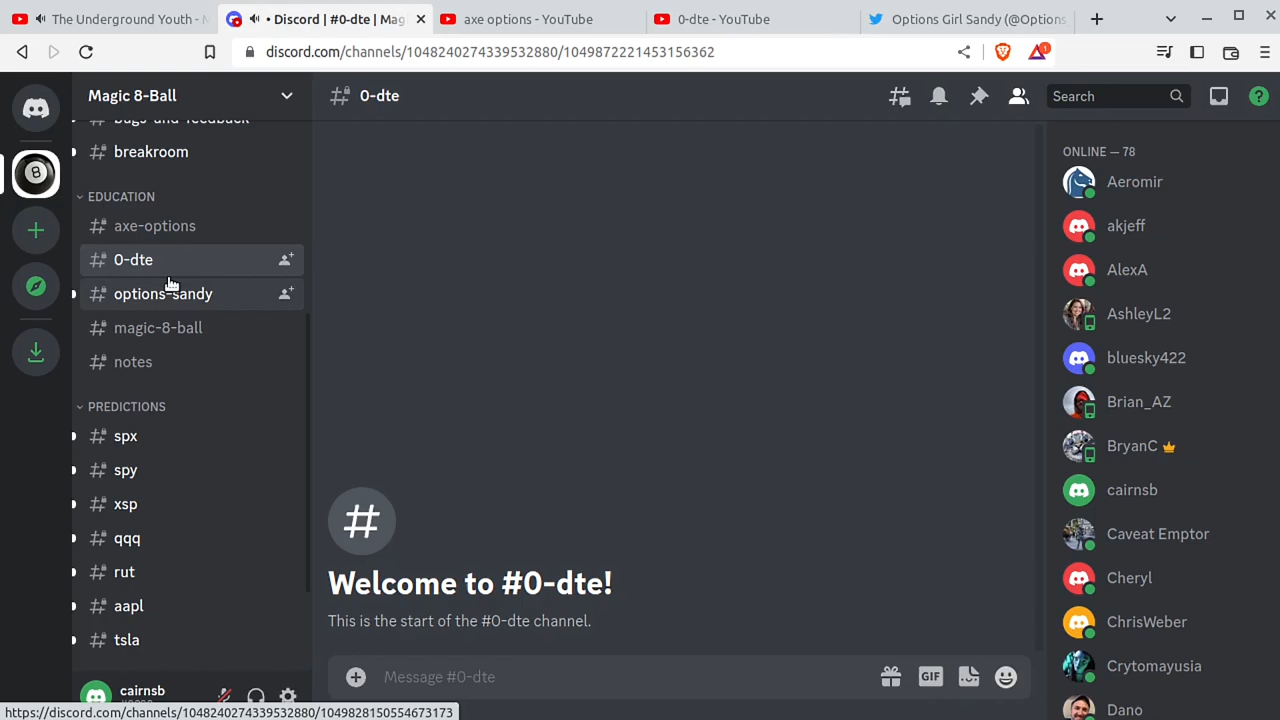 The Underground Youth -
Discord | #0-dte | Mag
axe options - YouTube
0-dte - YouTube
Options Girl Sandy (@Options
discord.com/channels/1048240274339532880/1049872221453156362
1
Magic 8-Ball
0-dte
Search
bugs-and-feedback
breakroom
EDUCATION
axe-options
0-dte
options-sandy
magic-8-ball
notes
PREDICTIONS
spx
spy
xsp
qqq
rut
aapl
tsla
cairnsb
Welcome to #0-dte!
This is the start of the #0-dte channel.
Message #0-dte
GIF
ONLINE — 78
Aeromir
akjeff
AlexA
AshleyL2
bluesky422
Brian_AZ
BryanC
cairnsb
Caveat Emptor
Cheryl
ChrisWeber
Crytomayusia
Dano
https://discord.com/channels/1048240274339532880/1049828150554673173